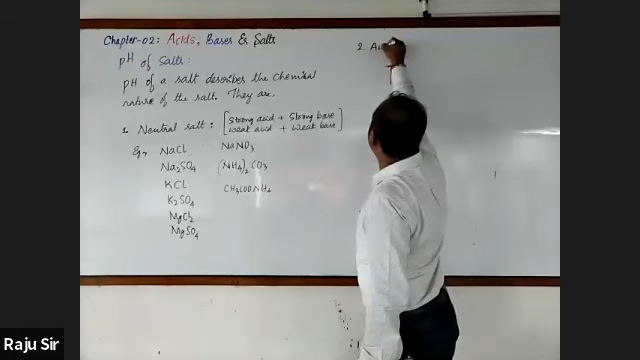 Chapter-02: Acids, Bases & Salts
pH of Salts:
pH of a salt describes the chemical
nature of the salt. They are,
1. Neutral salt: [Strong acid + Strong base
Weak acid + Weak base]
Eg, NaCl NaNO3
Na2SO4 (NH4)2 CO3
KCl CH3COONH4
K2SO4
MgCl2
MgSO4
2. A
Raju Sir